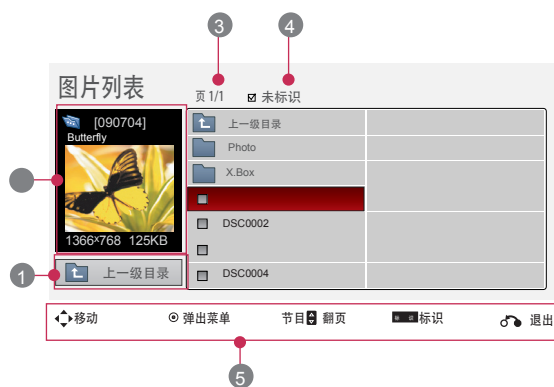 3 4
图片列表 页 1/1 未标识
[090704]
Butterfly
1366x768 125KB
上一级目录
Photo
X.Box
DSC0002
DSC0004
1 上一级目录
移动 弹出菜单 节目 翻页 标识 退出
5